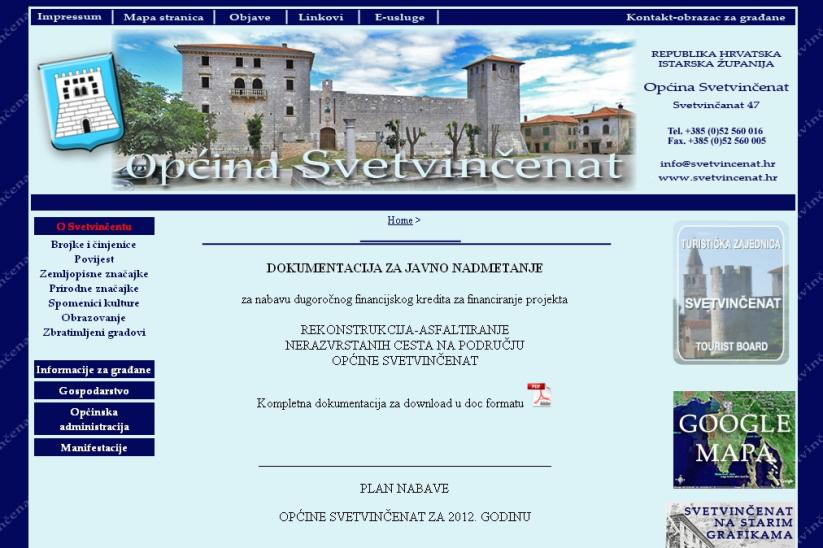 Impressum
Mapa stranica
Objave
Linkovi
E-usluge
Kontakt-obrazac za građane
REPUBLIKA HRVATSKA
ISTARSKA ŽUPANIJA
Općina Svetvinčenat
Svetvinčanat 47
Tel. +385 (0)52 560 016
Fax. +385 (0)52 560 005
info@svetvincenat.hr
www.svetvincenat.hr
Općina Svetvinčenat
O Svetvinčentu
Brojke i činjenice
Povijest
Zemljopisne značajke
Prirodne značajke
Spomenici kulture
Obrazovanje
Zbratimljeni gradovi
Informacije za građane
Gospodarstvo
Općinska
administracija
Manifestacije
Home >
DOKUMENTACIJA ZA JAVNO NADMETANJE
za nabavu dugoročnog financijskog kredita za financiranje projekta
REKONSTRUKCIJA-ASFALTIRANJE
NERAZVRSTANIH CESTA NA PODRUČJU
OPĆINE SVETVINČENAT
Kompletna dokumentacija za download u doc formatu
PDF
PLAN NABAVE
OPĆINE SVETVINČENAT ZA 2012. GODINU
TURISTIČKA ZAJEDNICA
SVETVINČENAT
TOURIST BOARD
GOOGLE
MAPA
SVETVINČENAT
NA STARIM
GRAFIKAMA